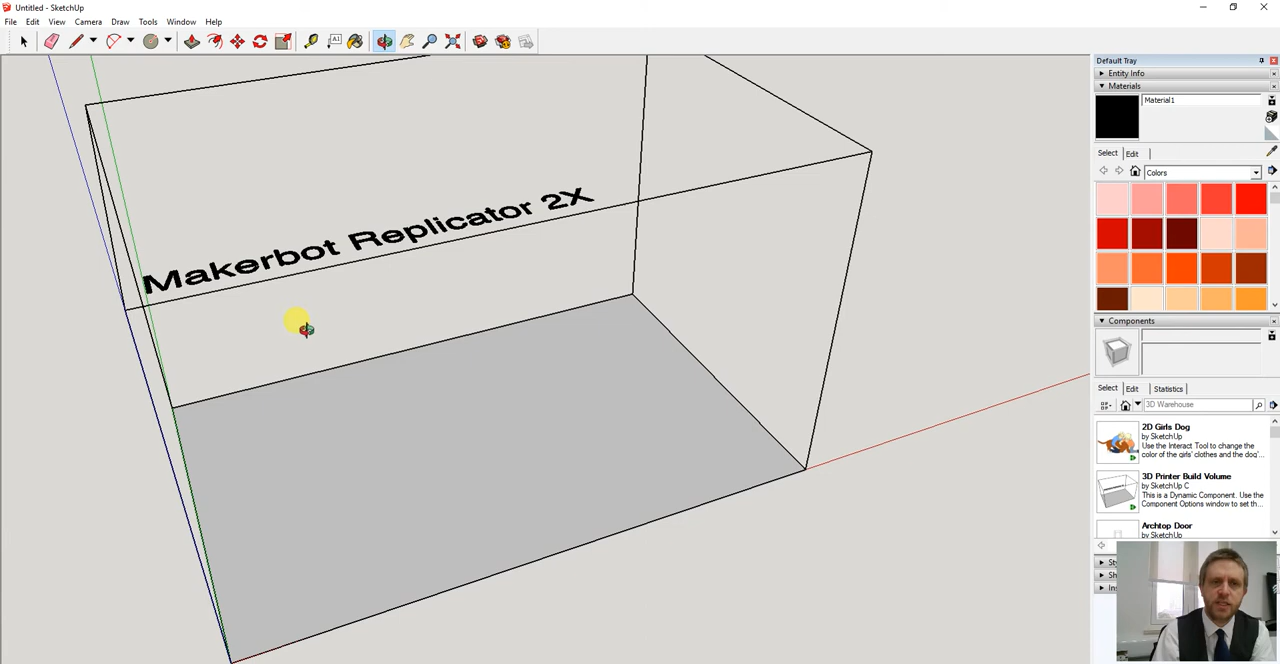 Untitled - SketchUp
File Edit View Camera Draw Tools Window Help
Default Tray
Entity Info
Materials
Material1
Select Edit
Colors
Makerbot Replicator 2X
Components
Select Edit Statistics
3D Warehouse
2D Girls Dog
by SketchUp
Use the Interact Tool to change the
color of the girls' clothes and the dog'...
3D Printer Build Volume
by SketchUp C
This is a Dynamic Component. Use the
Component Options window to set th...
Archtop Door
by SketchUp